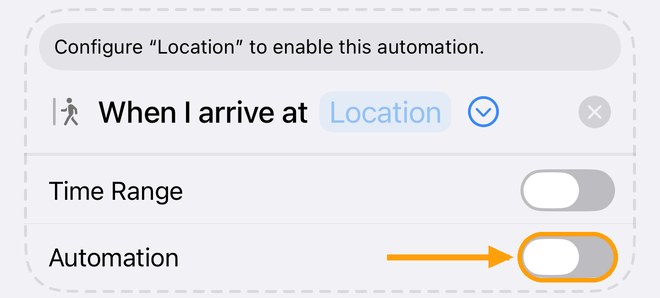 Configure “Location” to enable this automation.
When I arrive at Location
Time Range
Automation